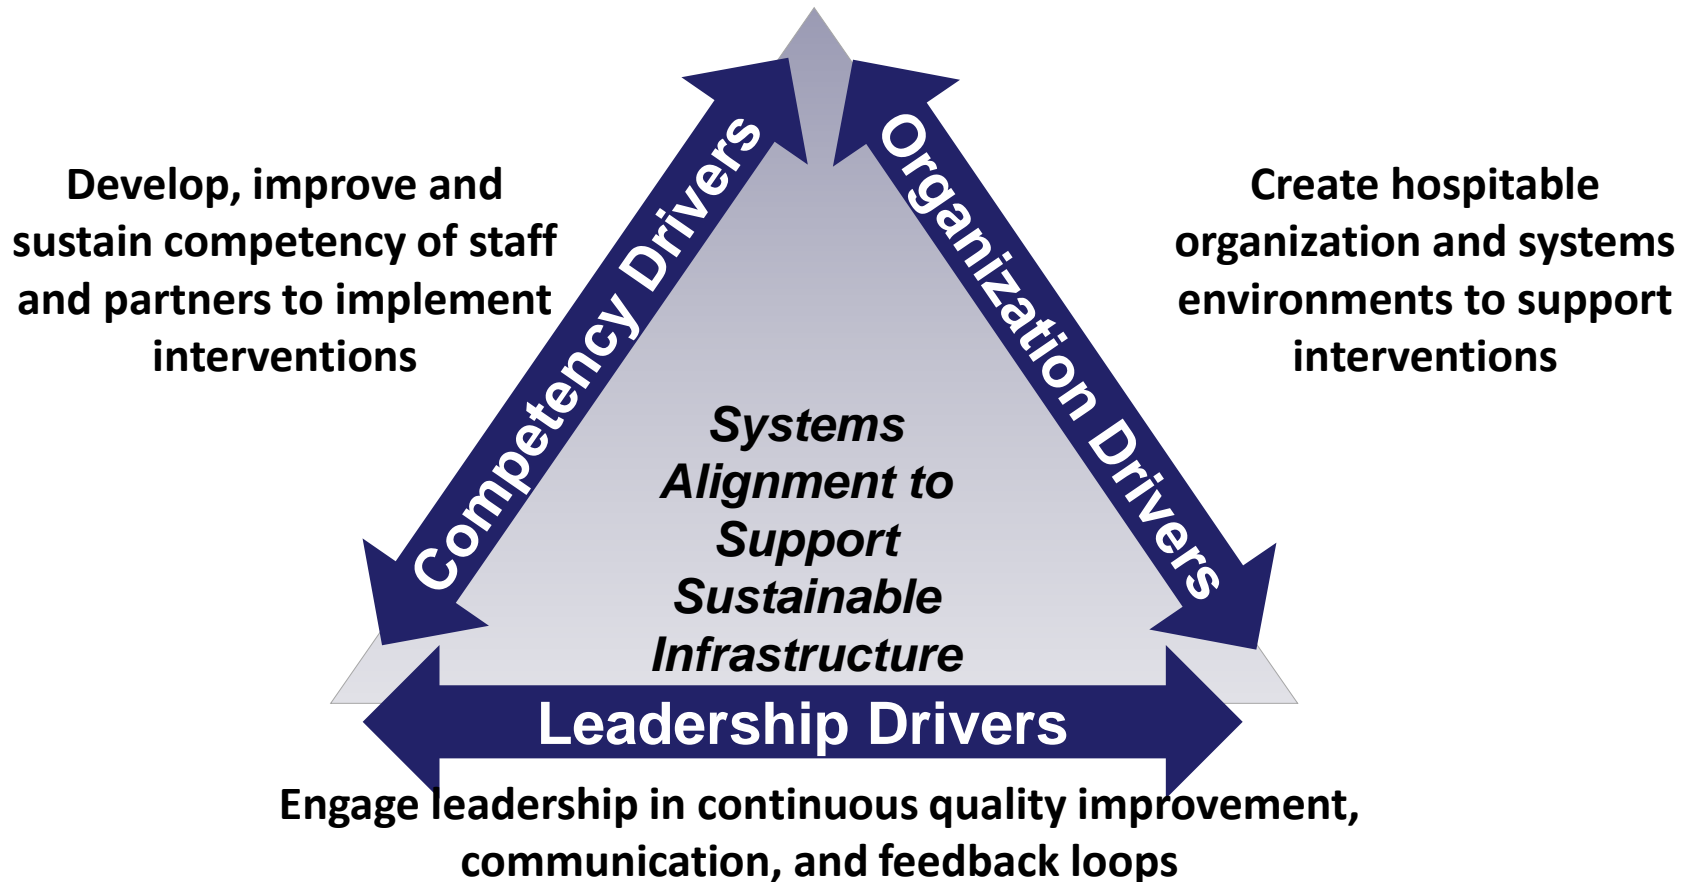 Develop, improve and
sustain competency of staff
and partners to implement
interventions
Competency Drivers
Organization Drivers
Create hospitable
organization and systems
environments to support
interventions
Systems
Alignment to
Support
Sustainable
Infrastructure
Leadership Drivers
Engage leadership in continuous quality improvement,
communication, and feedback loops